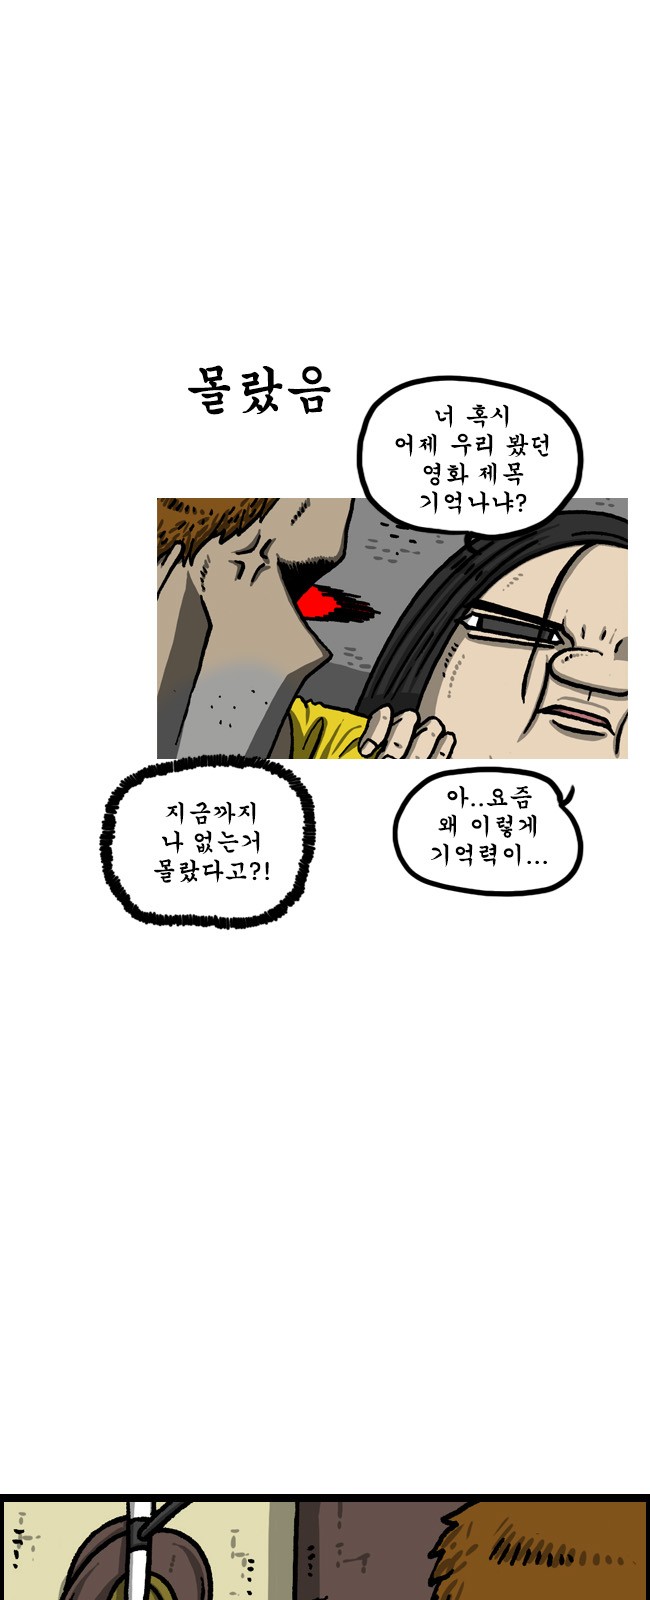 몰랐음
너 혹시
어제 우리 봤던
영화 제목
기억나냐?
지금까지
나 없는거
몰랐다고?!
아..요즘
왜 이렇게
기억력이...